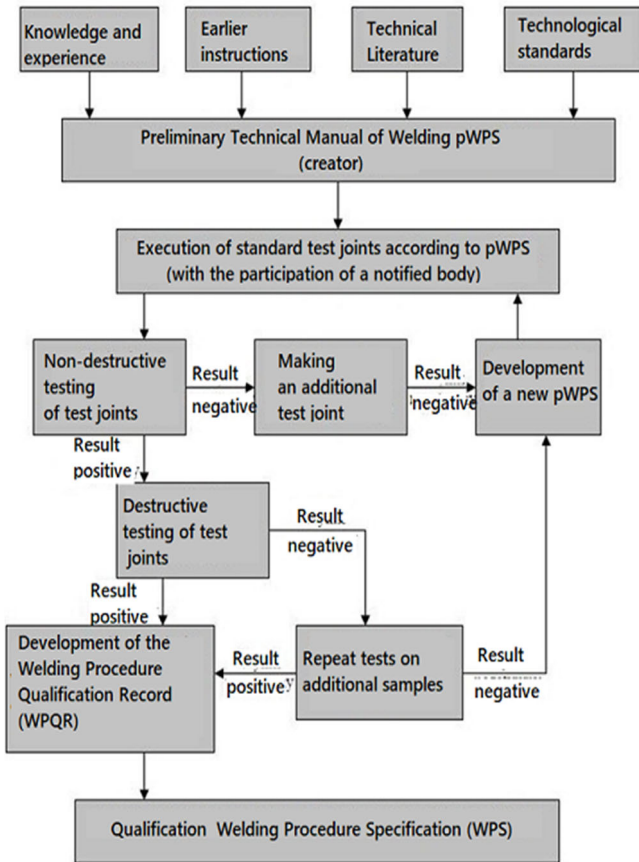 Knowledge and
experience
Earlier
instructions
Technical
Literature
Technological
standards
Preliminary Technical Manual of Welding pWPS
(creator)
Execution of standard test joints according to pWPS
(with the participation of a notified body)
Non-destructive
testing
of test joints
Result
negative
Making
an additional
test joint
Result
negative
Development
of a new pWPS
Result
positive
Destructive
testing of test
joints
Result
negative
Result
positive
Development of the
Welding Procedure
Qualification Record
(WPQR)
Result
positive
Repeat tests on
additional samples
Result
negative
Qualification Welding Procedure Specification (WPS)